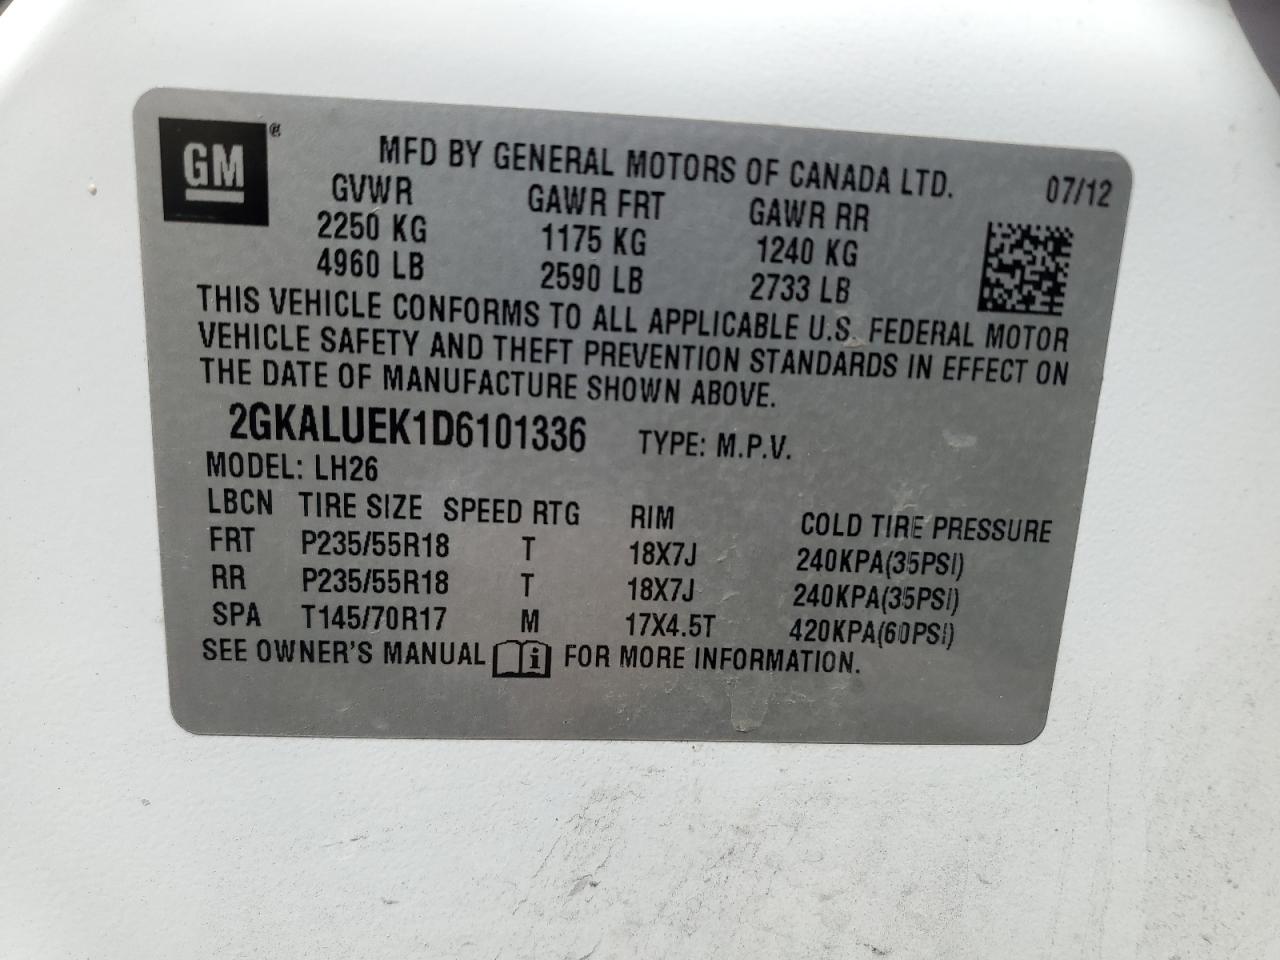 GM
MFD BY GENERAL MOTORS OF CANADA LTD. 07/12
GVWR GAWR FRT GAWR RR
2250 KG 1175 KG 1240 KG
4960 LB 2590 LB 2733 LB
THIS VEHICLE CONFORMS TO ALL APPLICABLE U.S. FEDERAL MOTOR
VEHICLE SAFETY AND THEFT PREVENTION STANDARDS IN EFFECT ON
THE DATE OF MANUFACTURE SHOWN ABOVE.
2GKALUEK1D6101336 TYPE: M.P.V.
MODEL: LH26
LBCN TIRE SIZE SPEED RTG RIM COLD TIRE PRESSURE
FRT P235/55R18 T 18X7J 240KPA(35PSI)
RR P235/55R18 T 18X7J 240KPA(35PSI)
SPA T145/70R17 M 17X4.5T 420KPA(60PSI)
SEE OWNER'S MANUAL i FOR MORE INFORMATION.